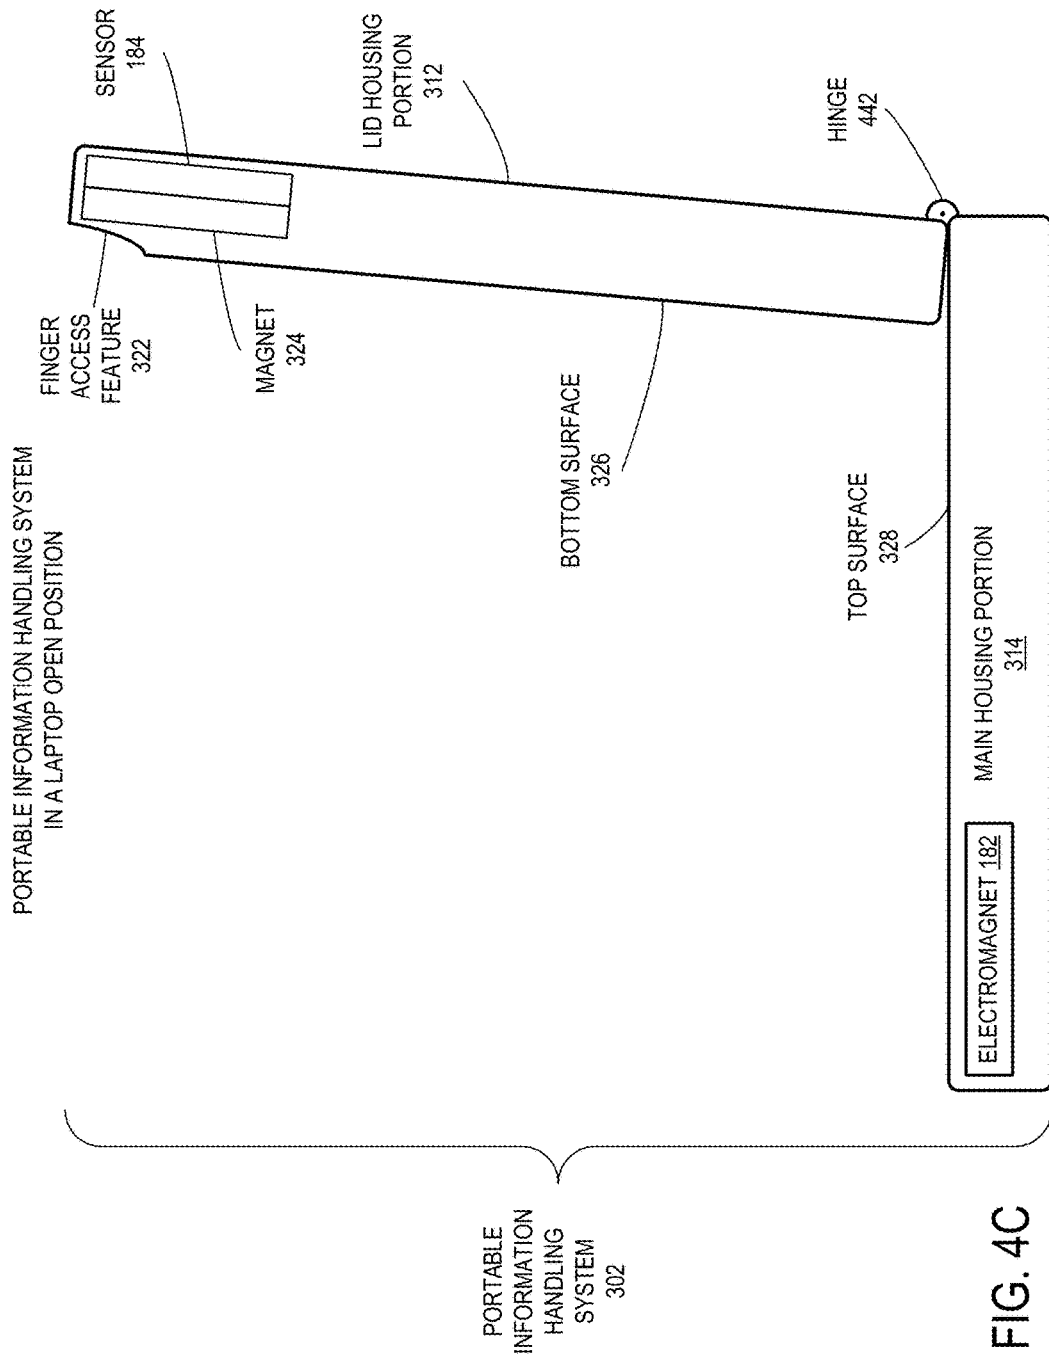 PORTABLE INFORMATION HANDLING SYSTEM
IN A LAPTOP OPEN POSITION
SENSOR
184
FINGER
ACCESS
FEATURE
322
MAGNET
324
LID HOUSING
PORTION
312
HINGE
442
BOTTOM SURFACE
326
TOP SURFACE
328
MAIN HOUSING PORTION
314
ELECTROMAGNET 182
PORTABLE
INFORMATION
HANDLING
SYSTEM
302
FIG. 4C